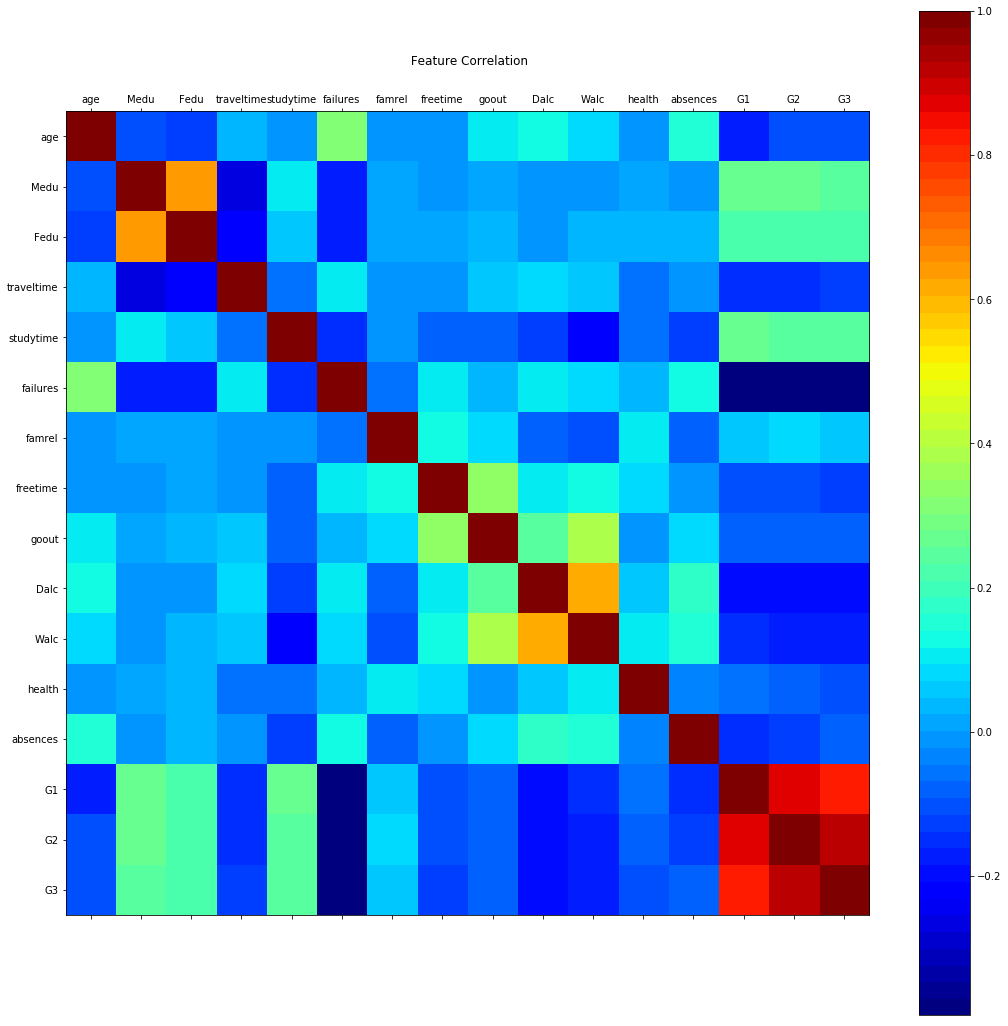 Feature Correlation
age Medu Fedu traveltime studytime failures famrel freetime goout Dalc Walc health absences G1 G2 G3
age
Medu
Fedu
traveltime
studytime
failures
famrel
freetime
goout
Dalc
Walc
health
absences
G1
G2
G3
1.0
0.8
0.6
0.4
0.2
0.0
−0.2